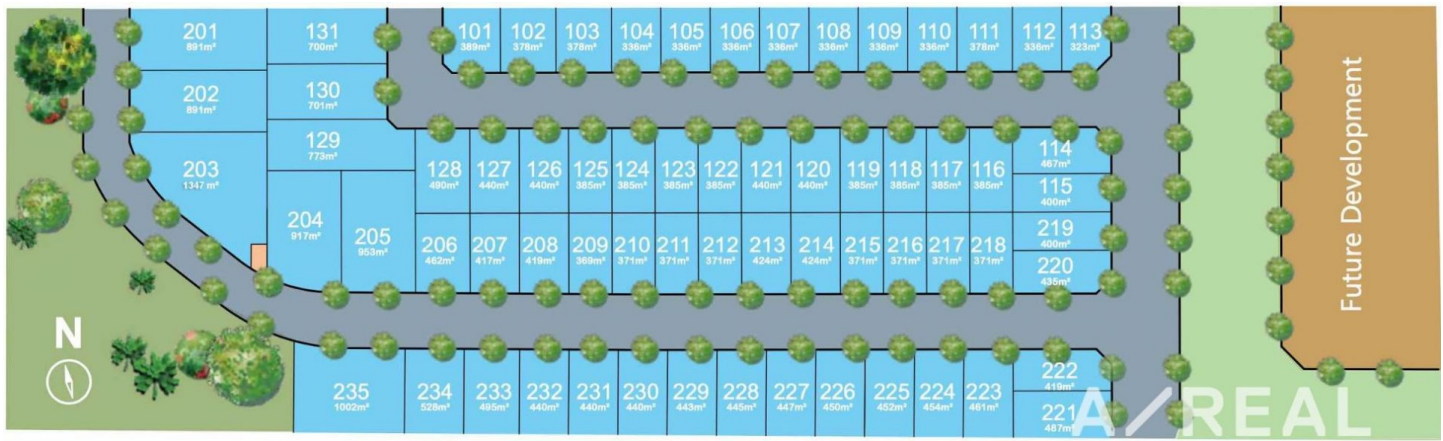 201
891m²
131
700m²
101
389m²
102
378m²
103
378m²
104
336m²
105
336m²
106
336m²
107
336m²
108
336m²
109
336m²
110
336m²
111
378m²
112
336m²
113
323m²
202
891m²
130
701m²
129
773m²
203
1347 m²
128
490m²
127
440m²
126
440m²
125
385m²
124
385m²
123
385m²
122
385m²
121
440m²
120
440m²
119
385m²
118
385m²
117
385m²
116
385m²
114
467m²
115
400m²
204
917m²
205
953m²
206
462m²
207
417m²
208
419m²
209
369m²
210
371m²
211
371m²
212
371m²
213
424m²
214
424m²
215
371m²
216
371m²
217
371m²
218
371m²
219
400m²
220
435m²
Future Development
N
235
1002m²
234
528m²
233
495m²
232
440m²
231
440m²
230
440m²
229
443m²
228
445m²
227
447m²
226
450m²
225
452m²
224
454m²
223
461m²
222
419m²
221
487m²
A/REAL